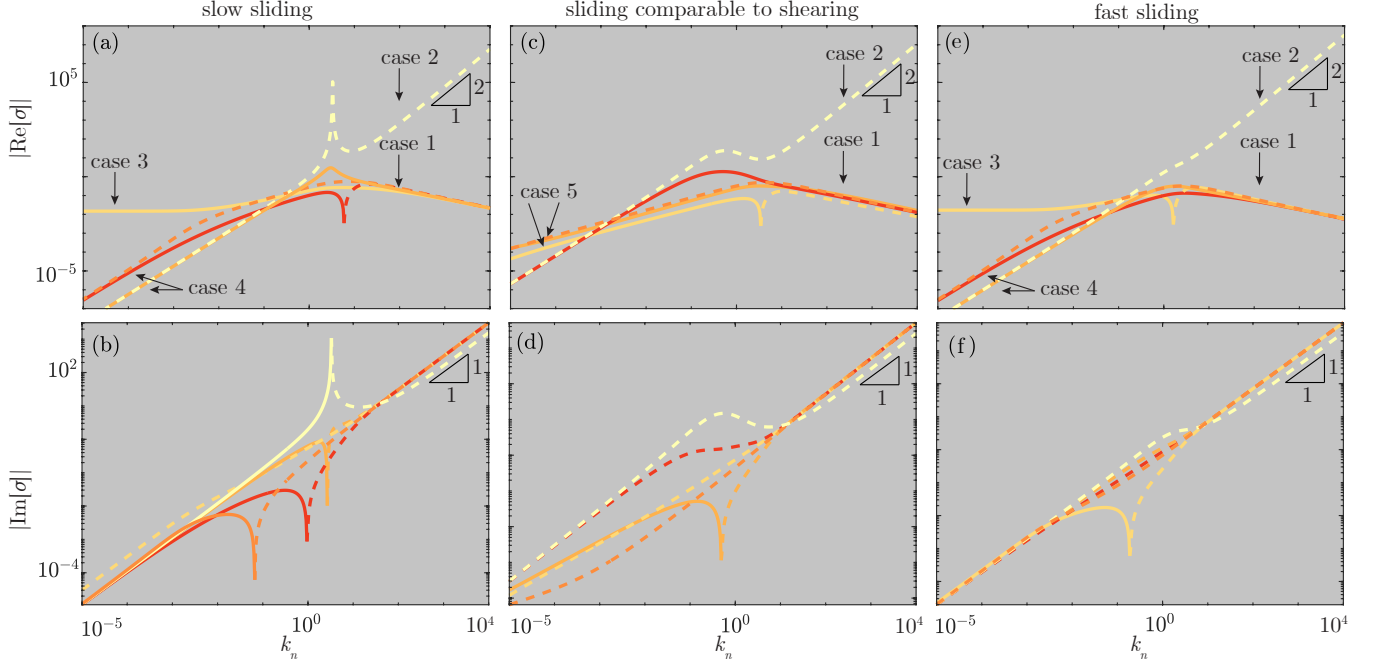 slow sliding
sliding comparable to shearing
fast sliding
(a)
case 2
2
1
10^5
|Re[σ]|
case 3
case 1
10^-5
case 4
(c)
case 2
2
1
case 1
case 5
(e)
case 2
2
1
case 3
case 1
case 4
(b)
1
1
10^2
|Im[σ]|
10^-4
(d)
1
1
(f)
1
1
10^-5 10^0 10^4
k_n
10^-5 10^0 10^4
k_n
10^-5 10^0 10^4
k_n